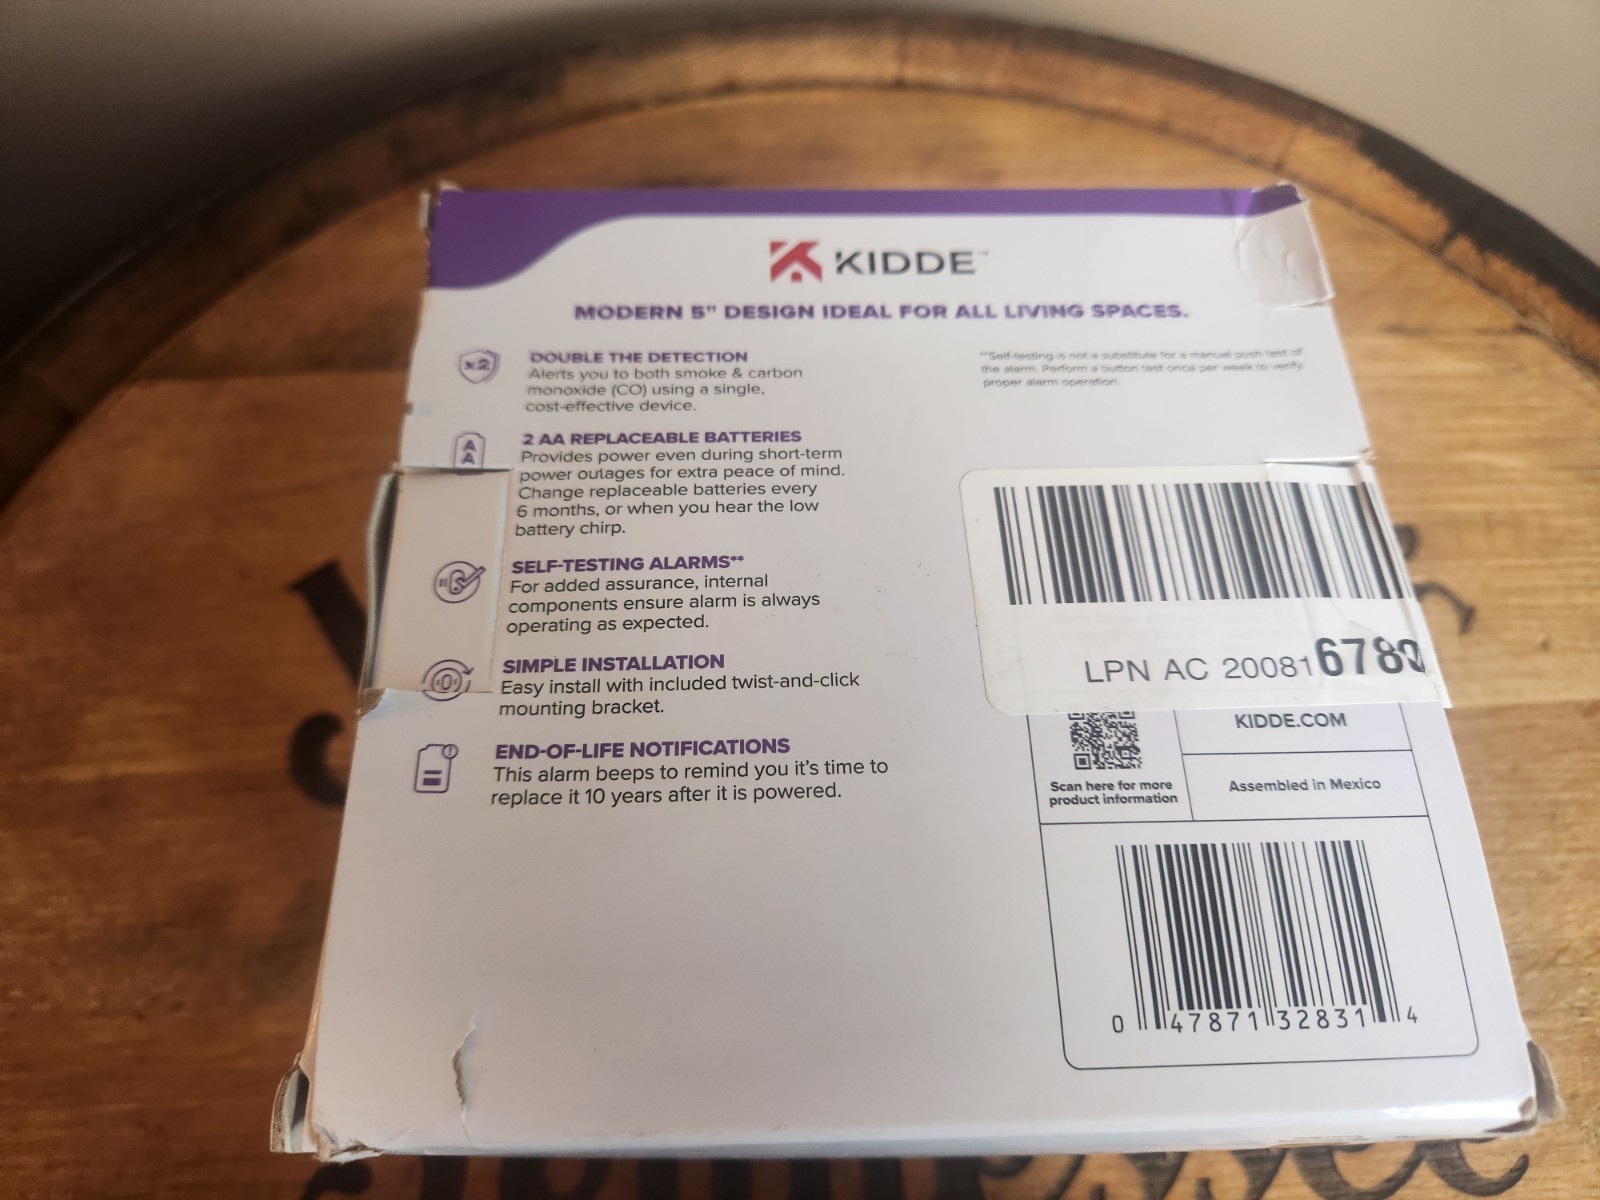 KIDDE™
MODERN 5" DESIGN IDEAL FOR ALL LIVING SPACES.
x2
DOUBLE THE DETECTION
Alerts you to both smoke & carbon
monoxide (CO) using a single,
cost-effective device.
**Self-testing is not a substitute for a manual push test of
the alarm. Perform a button test once per week to verify
proper alarm operation.
A
A
2 AA REPLACEABLE BATTERIES
Provides power even during short-term
power outages for extra peace of mind.
Change replaceable batteries every
6 months, or when you hear the low
battery chirp.
SELF-TESTING ALARMS**
For added assurance, internal
components ensure alarm is always
operating as expected.
SIMPLE INSTALLATION
Easy install with included twist-and-click
mounting bracket.
END-OF-LIFE NOTIFICATIONS
This alarm beeps to remind you it's time to
replace it 10 years after it is powered.
LPN AC 200816780
KIDDE.COM
Scan here for more
product information
Assembled in Mexico
0 47871 32831 4